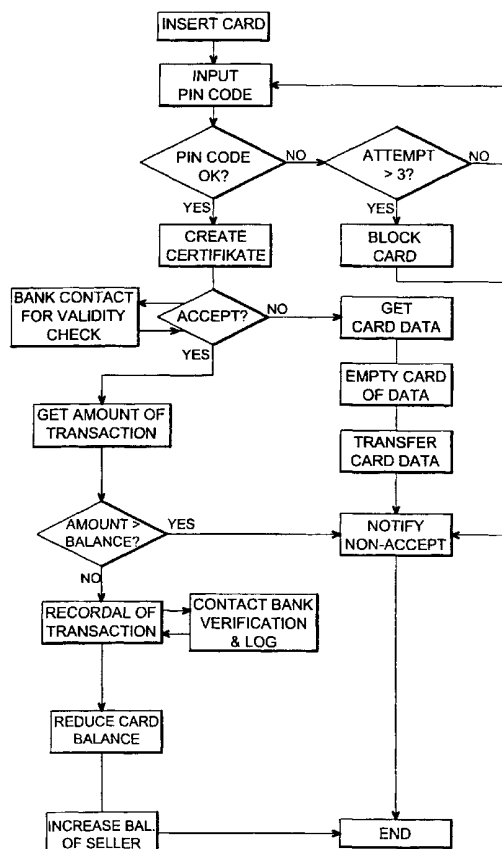 INSERT CARD
INPUT
PIN CODE
PIN CODE
OK?
NO
ATTEMPT
> 3?
NO
YES
YES
CREATE
CERTIFIKATE
BLOCK
CARD
BANK CONTACT
FOR VALIDITY
CHECK
ACCEPT?
NO
GET
CARD DATA
YES
EMPTY CARD
OF DATA
GET AMOUNT OF
TRANSACTION
TRANSFER
CARD DATA
AMOUNT >
BALANCE?
YES
NOTIFY
NON-ACCEPT
NO
RECORDAL OF
TRANSACTION
CONTACT BANK
VERIFICATION
& LOG
REDUCE CARD
BALANCE
INCREASE BAL.
OF SELLER
END